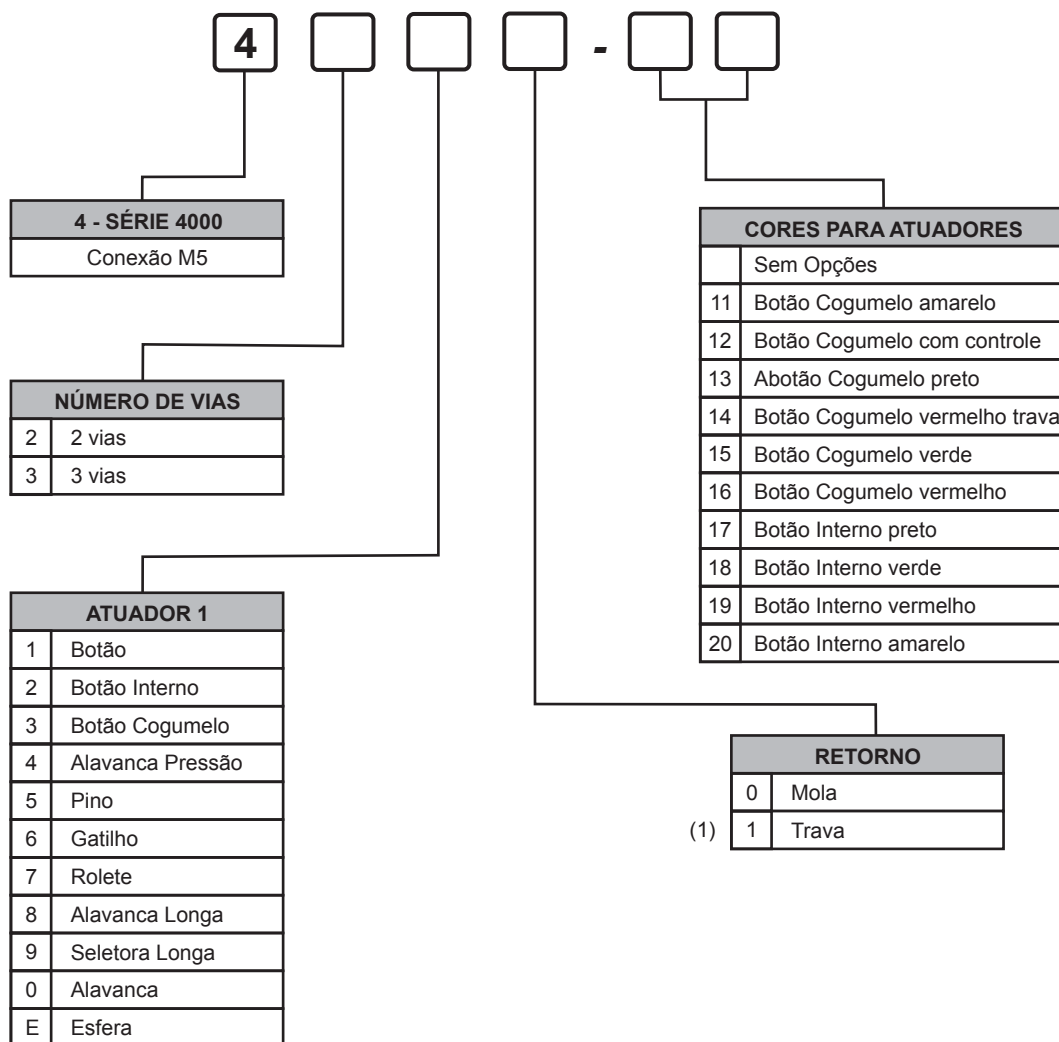 4 -
4 - SÉRIE 4000
Conexão M5
NÚMERO DE VIAS
2 2 vias
3 3 vias
ATUADOR 1
1 Botão
2 Botão Interno
3 Botão Cogumelo
4 Alavanca Pressão
5 Pino
6 Gatilho
7 Rolete
8 Alavanca Longa
9 Seletora Longa
0 Alavanca
E Esfera
CORES PARA ATUADORES
Sem Opções
11 Botão Cogumelo amarelo
12 Botão Cogumelo com controle
13 Abotão Cogumelo preto
14 Botão Cogumelo vermelho trava
15 Botão Cogumelo verde
16 Botão Cogumelo vermelho
17 Botão Interno preto
18 Botão Interno verde
19 Botão Interno vermelho
20 Botão Interno amarelo
RETORNO
0 Mola
(1) 1 Trava